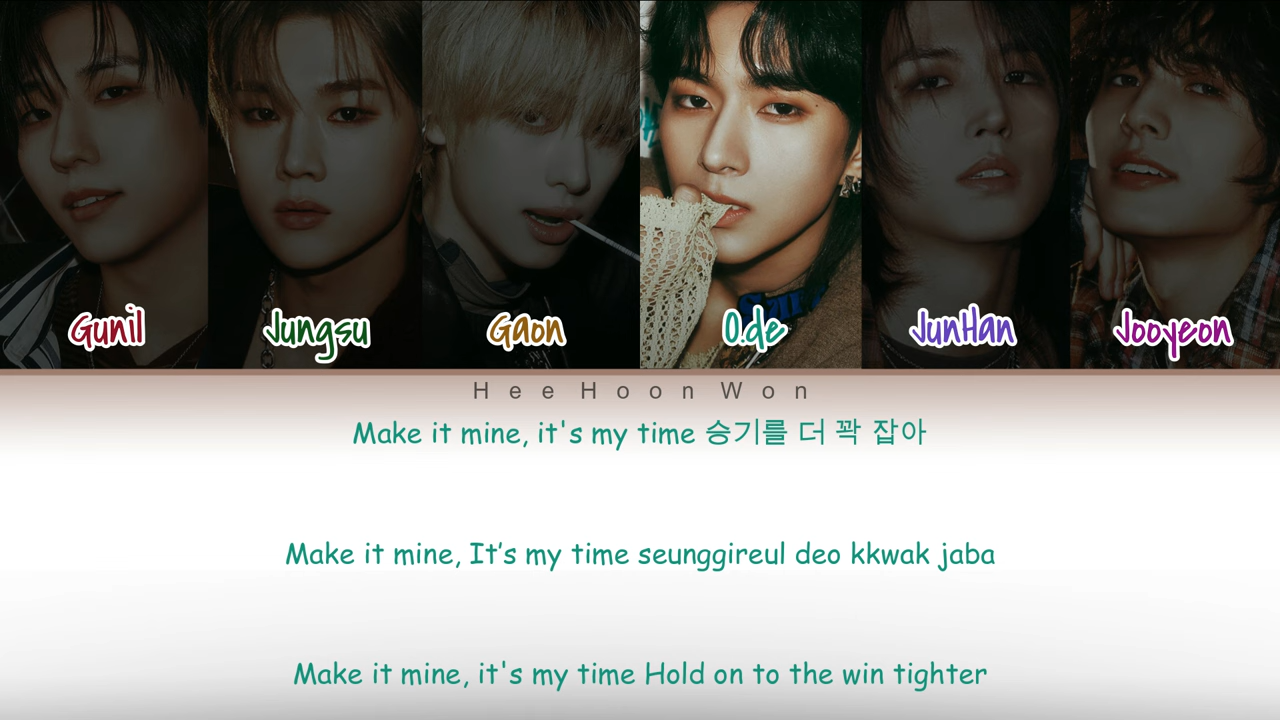 Gunil Jungsu Gaon O.de JunHan Jooyeon
HeeHoonWon
Make it mine, it's my time 승기를 더 꽉 잡아
Make it mine, It’s my time seunggireul deo kkwak jaba
Make it mine, it's my time Hold on to the win tighter